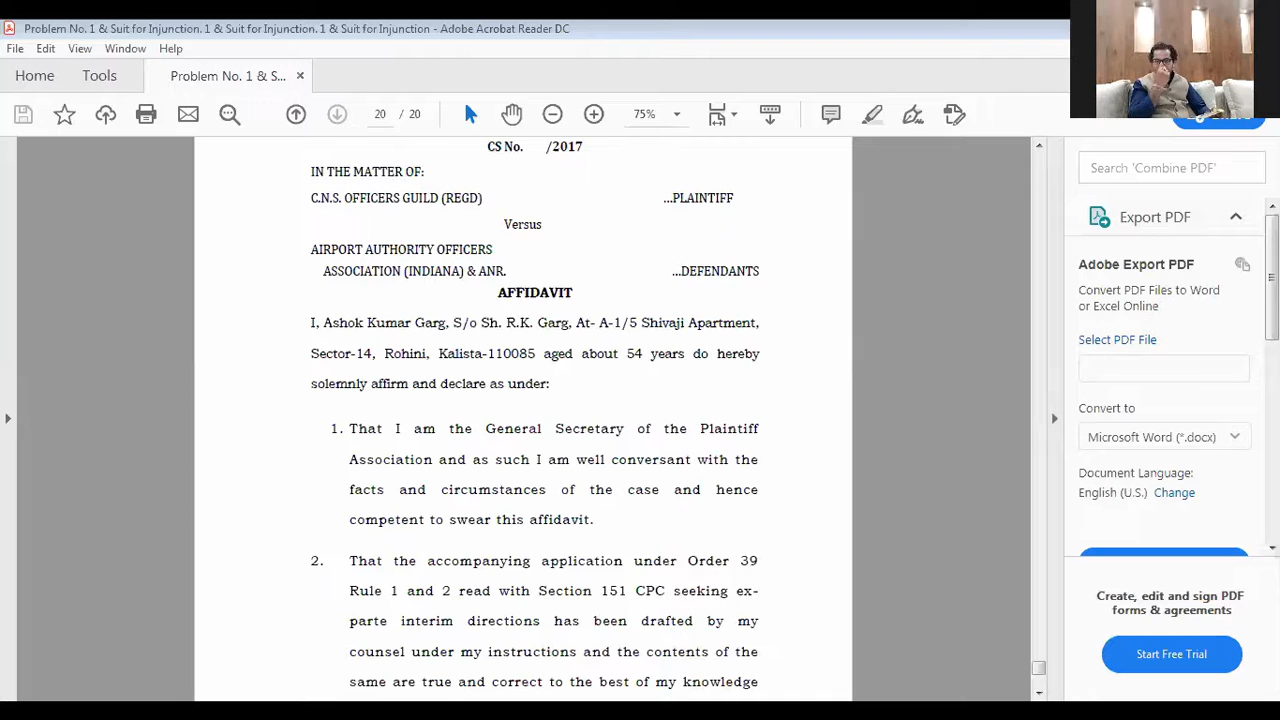 Problem No. 1 & Suit for Injunction. 1 & Suit for Injunction. 1 & Suit for Injunction - Adobe Acrobat Reader DC
File Edit View Window Help
Home Tools Problem No. 1 & S... ×
20 / 20 75%
CS No. /2017
IN THE MATTER OF:
C.N.S. OFFICERS GUILD (REGD) ...PLAINTIFF
Versus
AIRPORT AUTHORITY OFFICERS
ASSOCIATION (INDIANA) & ANR. ...DEFENDANTS
AFFIDAVIT
I, Ashok Kumar Garg, S/o Sh. R.K. Garg, At- A-1/5 Shivaji Apartment,
Sector-14, Rohini, Kalista-110085 aged about 54 years do hereby
solemnly affirm and declare as under:
1. That I am the General Secretary of the Plaintiff
Association and as such I am well conversant with the
facts and circumstances of the case and hence
competent to swear this affidavit.
2. That the accompanying application under Order 39
Rule 1 and 2 read with Section 151 CPC seeking ex-
parte interim directions has been drafted by my
counsel under my instructions and the contents of the
same are true and correct to the best of my knowledge
Search 'Combine PDF'
Export PDF
Adobe Export PDF
Convert PDF Files to Word
or Excel Online
Select PDF File
Convert to
Microsoft Word (*.docx)
Document Language:
English (U.S.) Change
Create, edit and sign PDF
forms & agreements
Start Free Trial